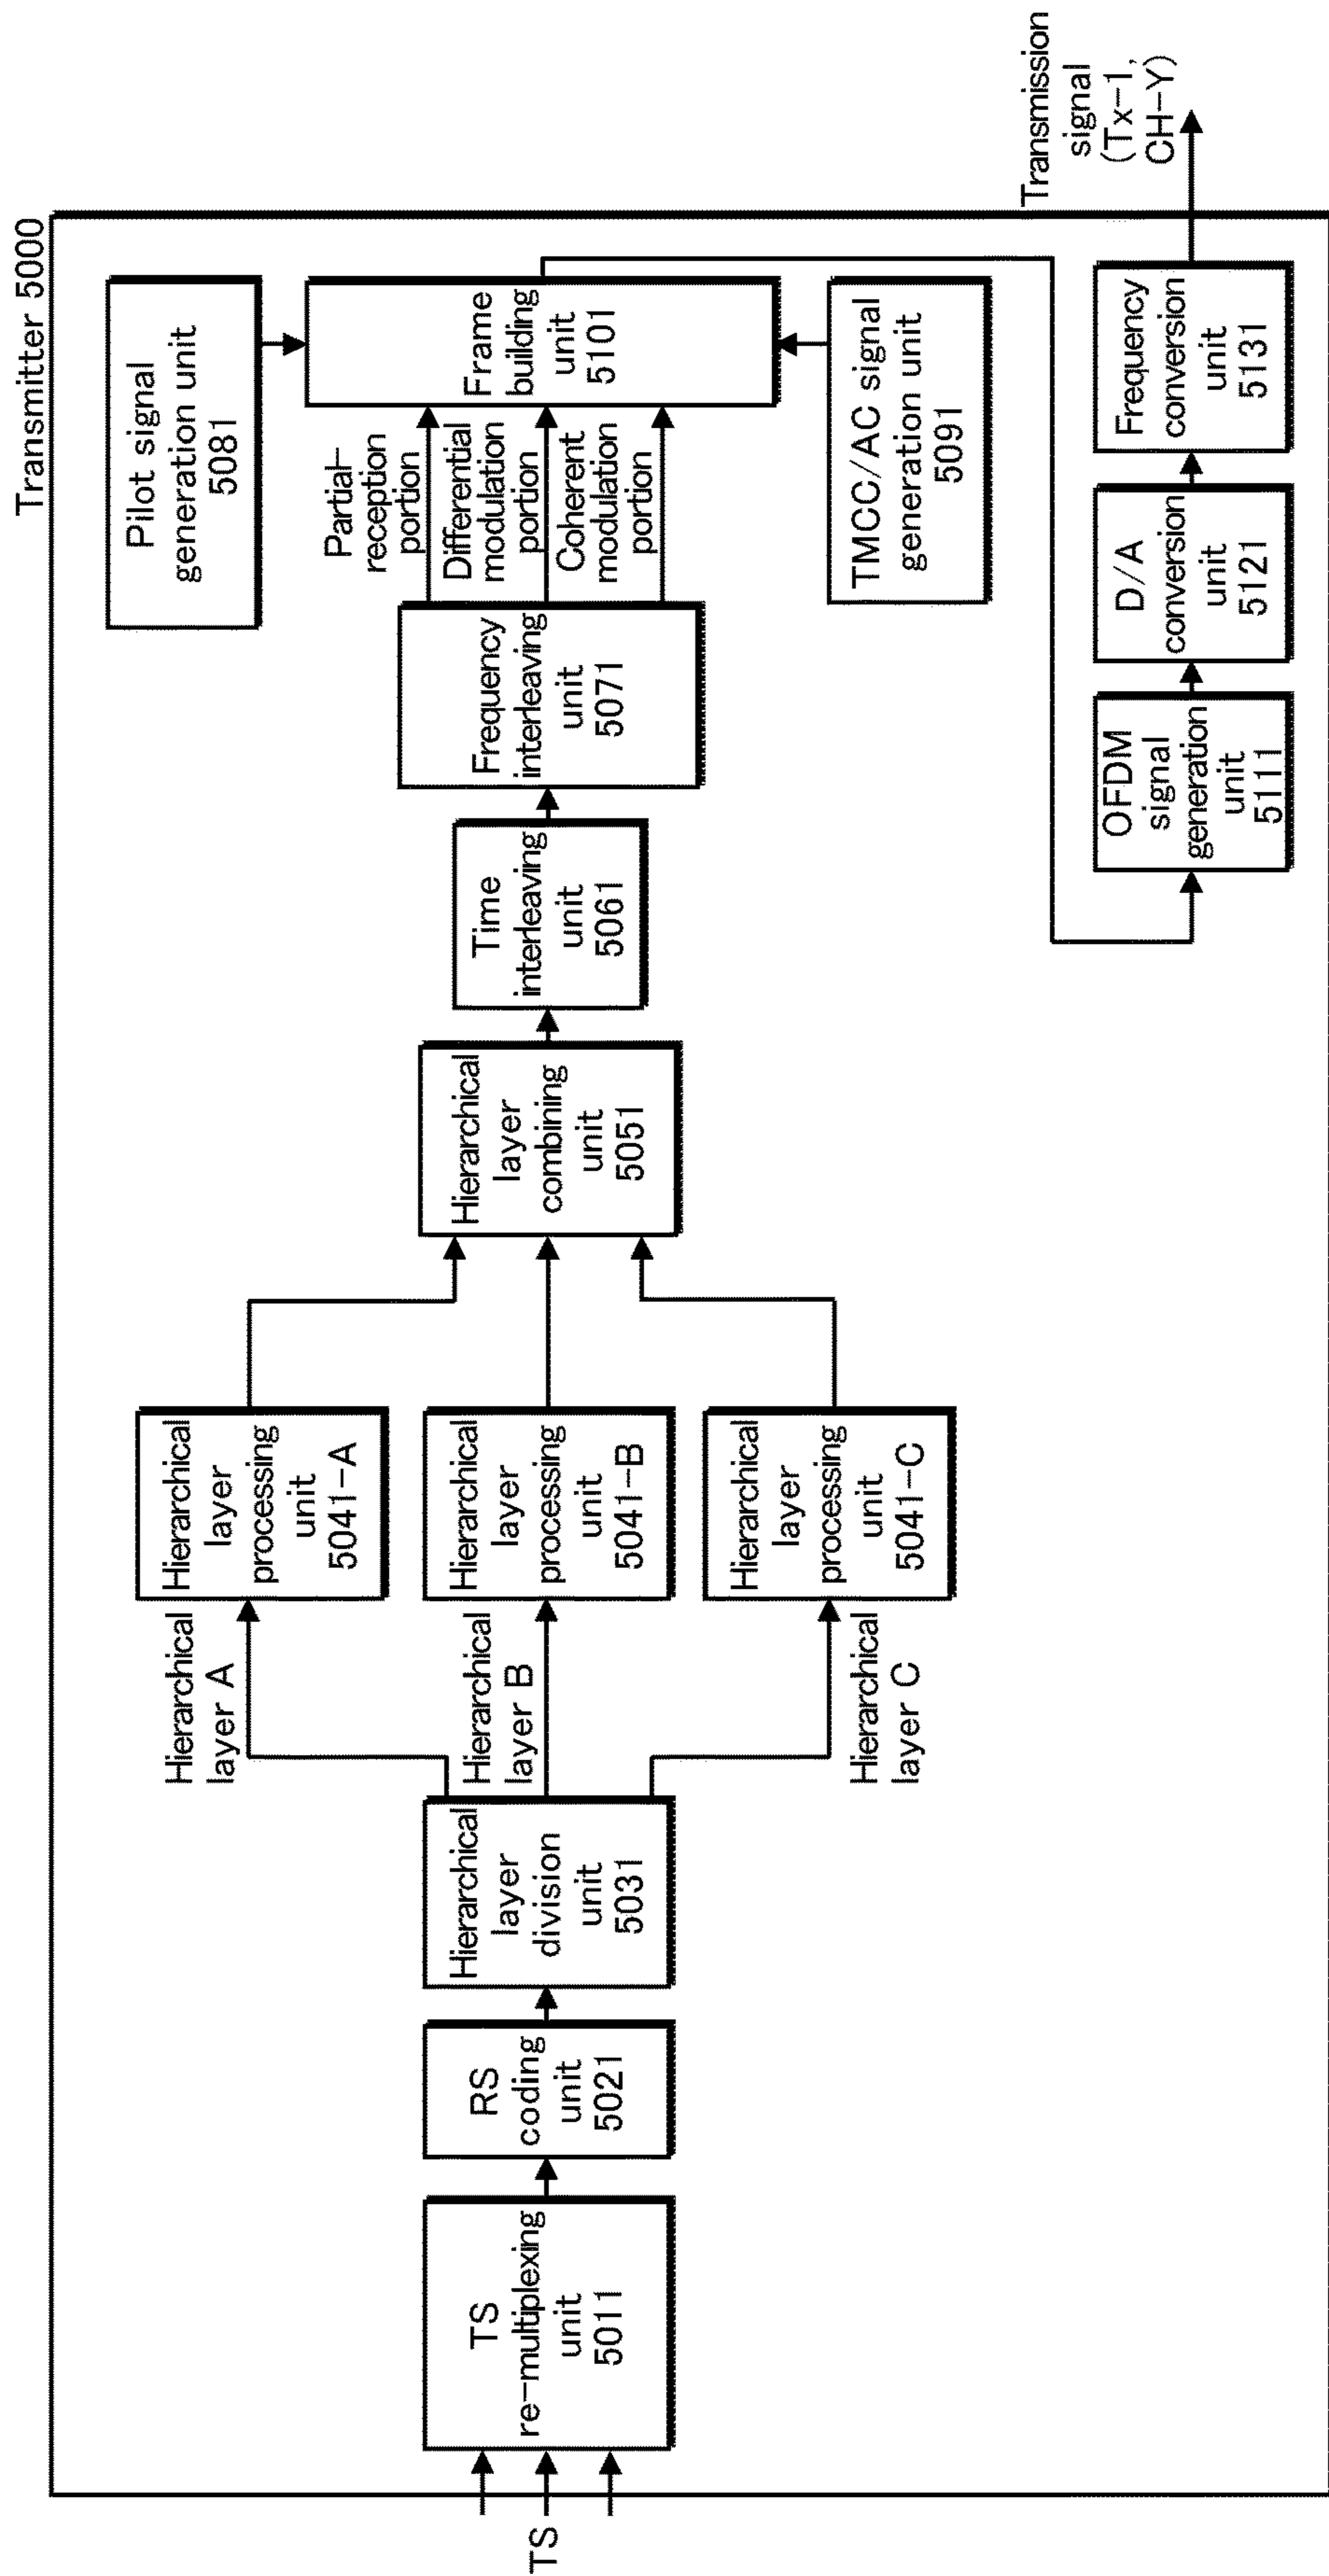 Transmitter 5000
TS
TS
re-multiplexing
unit
5011
RS
coding
unit
5021
Hierarchical
layer
division
unit
5031
Hierarchical
layer A
Hierarchical
layer B
Hierarchical
layer C
Hierarchical
layer
processing
unit
5041-A
Hierarchical
layer
processing
unit
5041-B
Hierarchical
layer
processing
unit
5041-C
Hierarchical
layer
combining
unit
5051
Time
interleaving
unit
5061
Frequency
interleaving
unit
5071
Partial-
reception
portion
Differential
modulation
portion
Coherent
modulation
portion
Pilot signal
generation unit
5081
Frame
building
unit
5101
TMCC/AC signal
generation unit
5091
OFDM
signal
generation
unit
5111
D/A
conversion
unit
5121
Frequency
conversion
unit
5131
Transmission
signal
(Tx-1,
CH-Y)